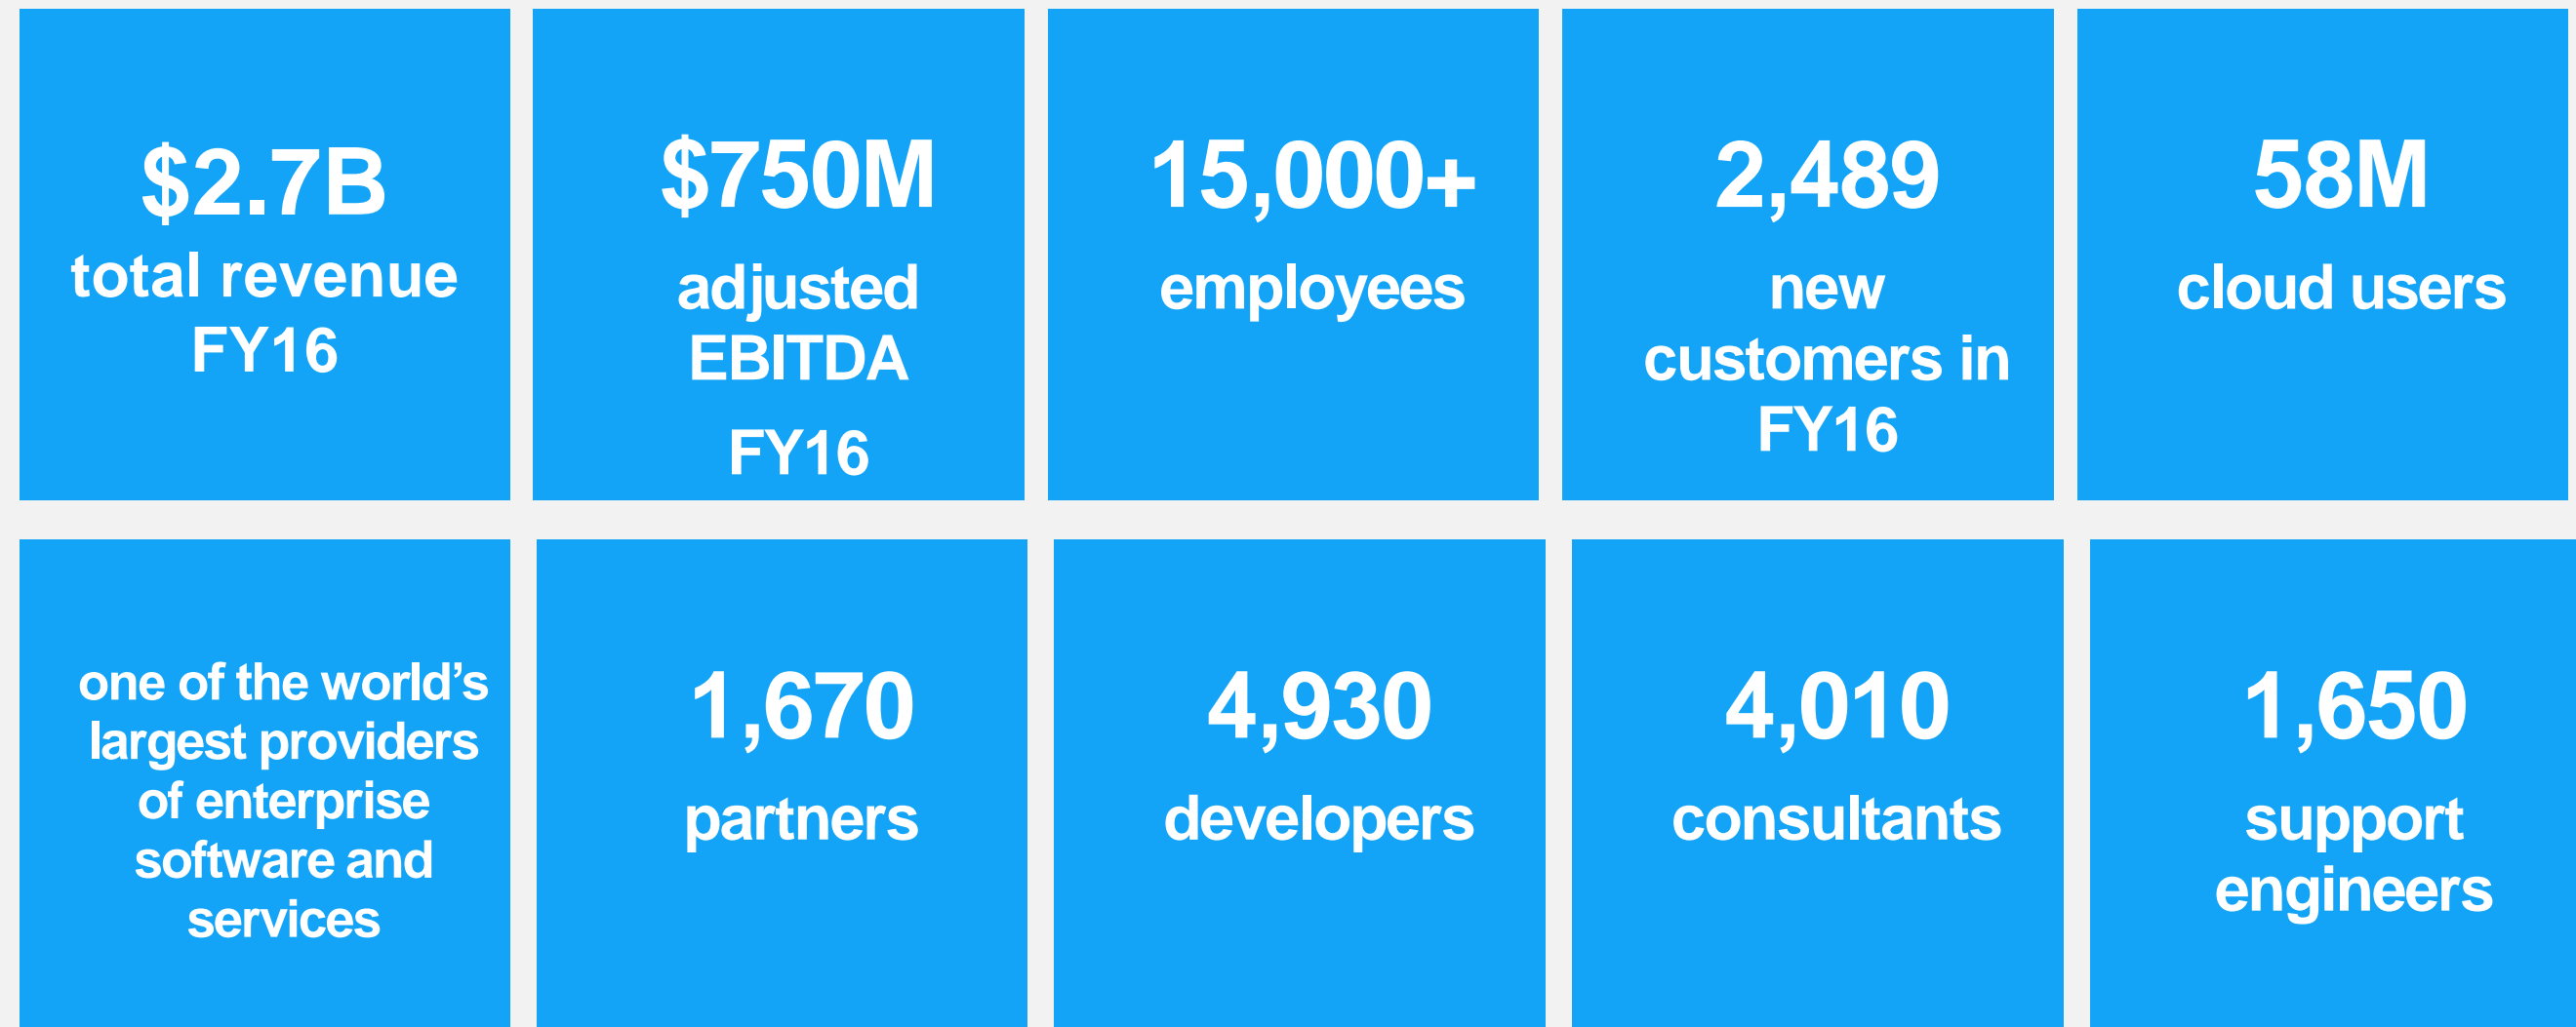 $2.7B
total revenue
FY16
$750M
adjusted
EBITDA
FY16
15,000+
employees
2,489
new
customers in
FY16
58M
cloud users
one of the world’s
largest providers
of enterprise
software and
services
1,670
partners
4,930
developers
4,010
consultants
1,650
support
engineers